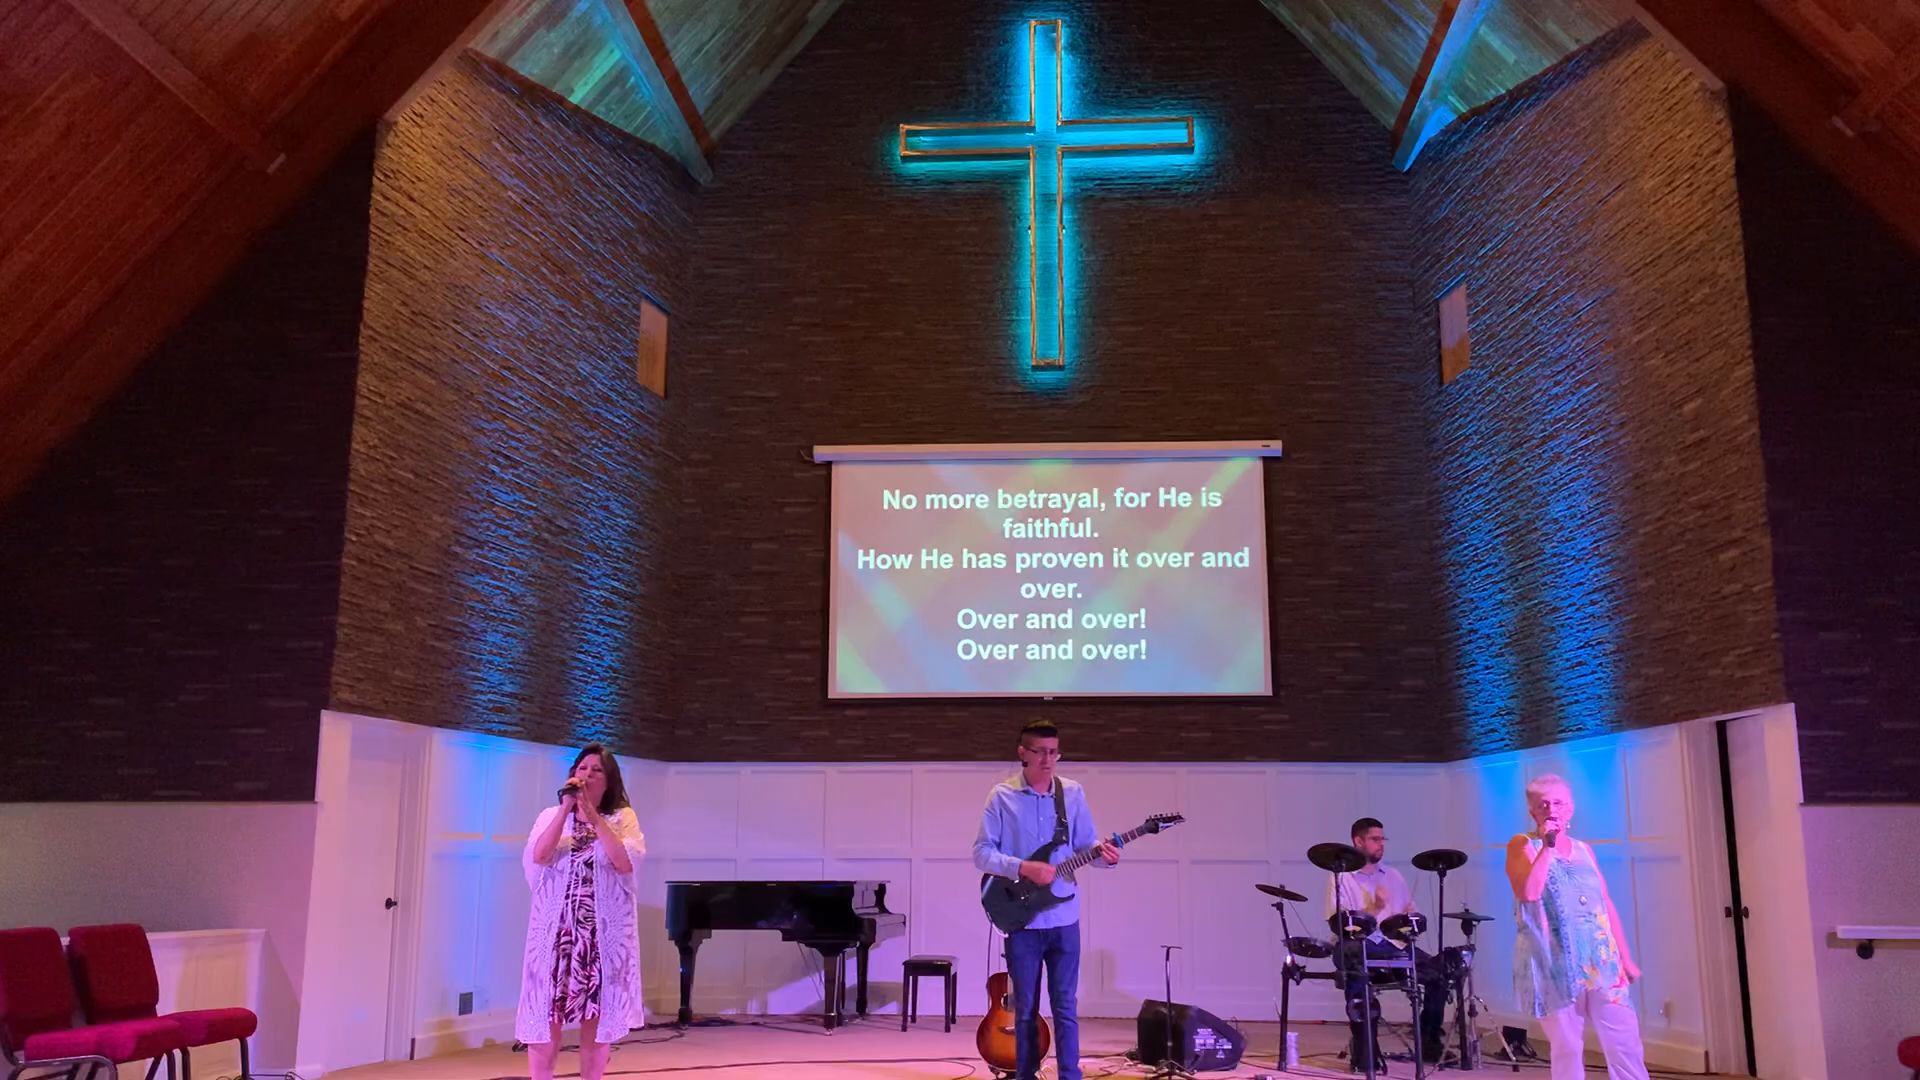 No more betrayal, for He is
faithful.
How He has proven it over and
over.
Over and over!
Over and over!